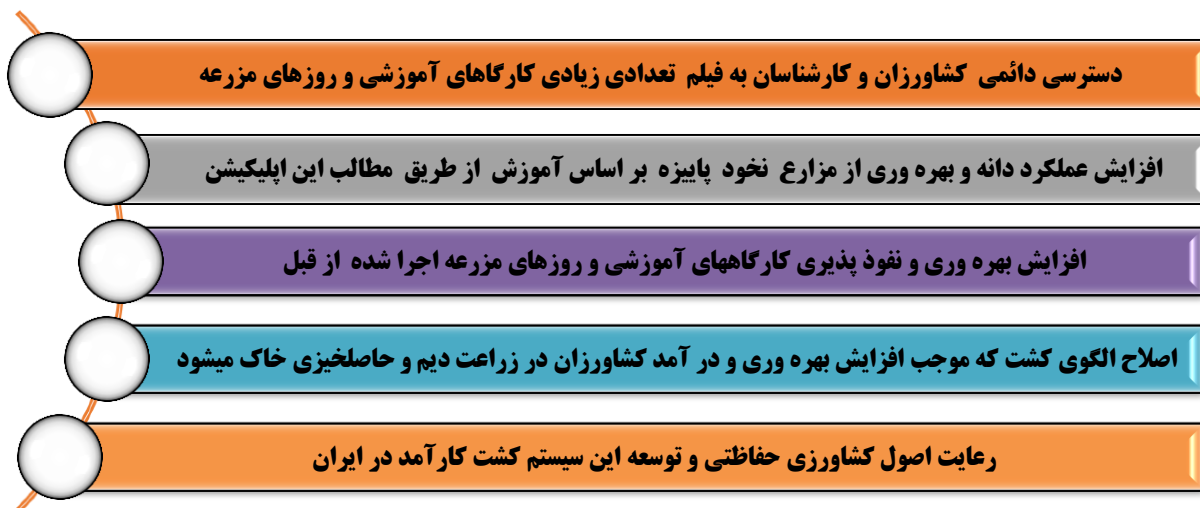 دسترسی دائمی کشاورزان و کارشناسان به فیلم تعدادی زیادی کارگاهای آموزشی و روزهای مزرعه
افزایش عملکرد دانه و بهره وری از مزارع نخود پاییزه بر اساس آموزش از طریق مطالب این اپلیکیشن
افزایش بهره وری و نفوذ پذیری کارگاههای آموزشی و روزهای مزرعه اجرا شده از قبل
اصلاح الگوی کشت که موجب افزایش بهره وری و در آمد کشاورزان در زراعت دیم و حاصلخیزی خاک میشود
رعایت اصول کشاورزی حفاظتی و توسعه این سیستم کشت کارآمد در ایران